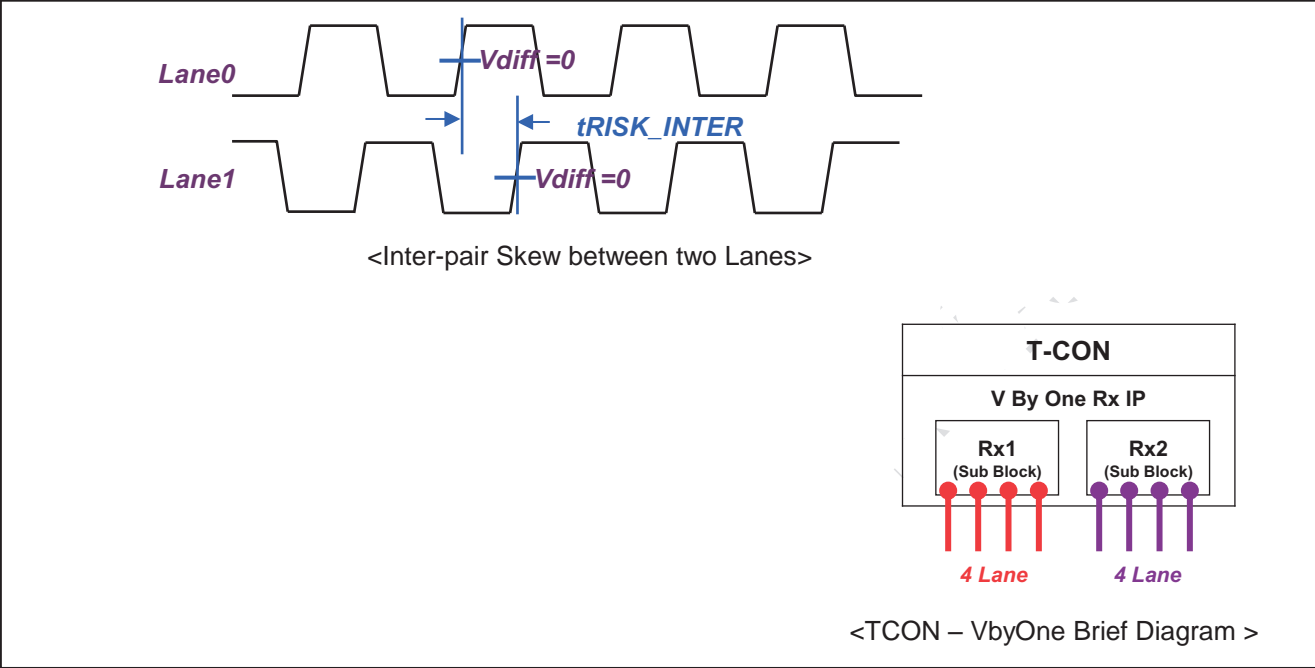 Lane0
Vdiff =0
tRISK_INTER
Lane1
Vdiff =0
<Inter-pair Skew between two Lanes>
T-CON
V By One Rx IP
Rx1
(Sub Block)
Rx2
(Sub Block)
4 Lane
4 Lane
<TCON – VbyOne Brief Diagram >